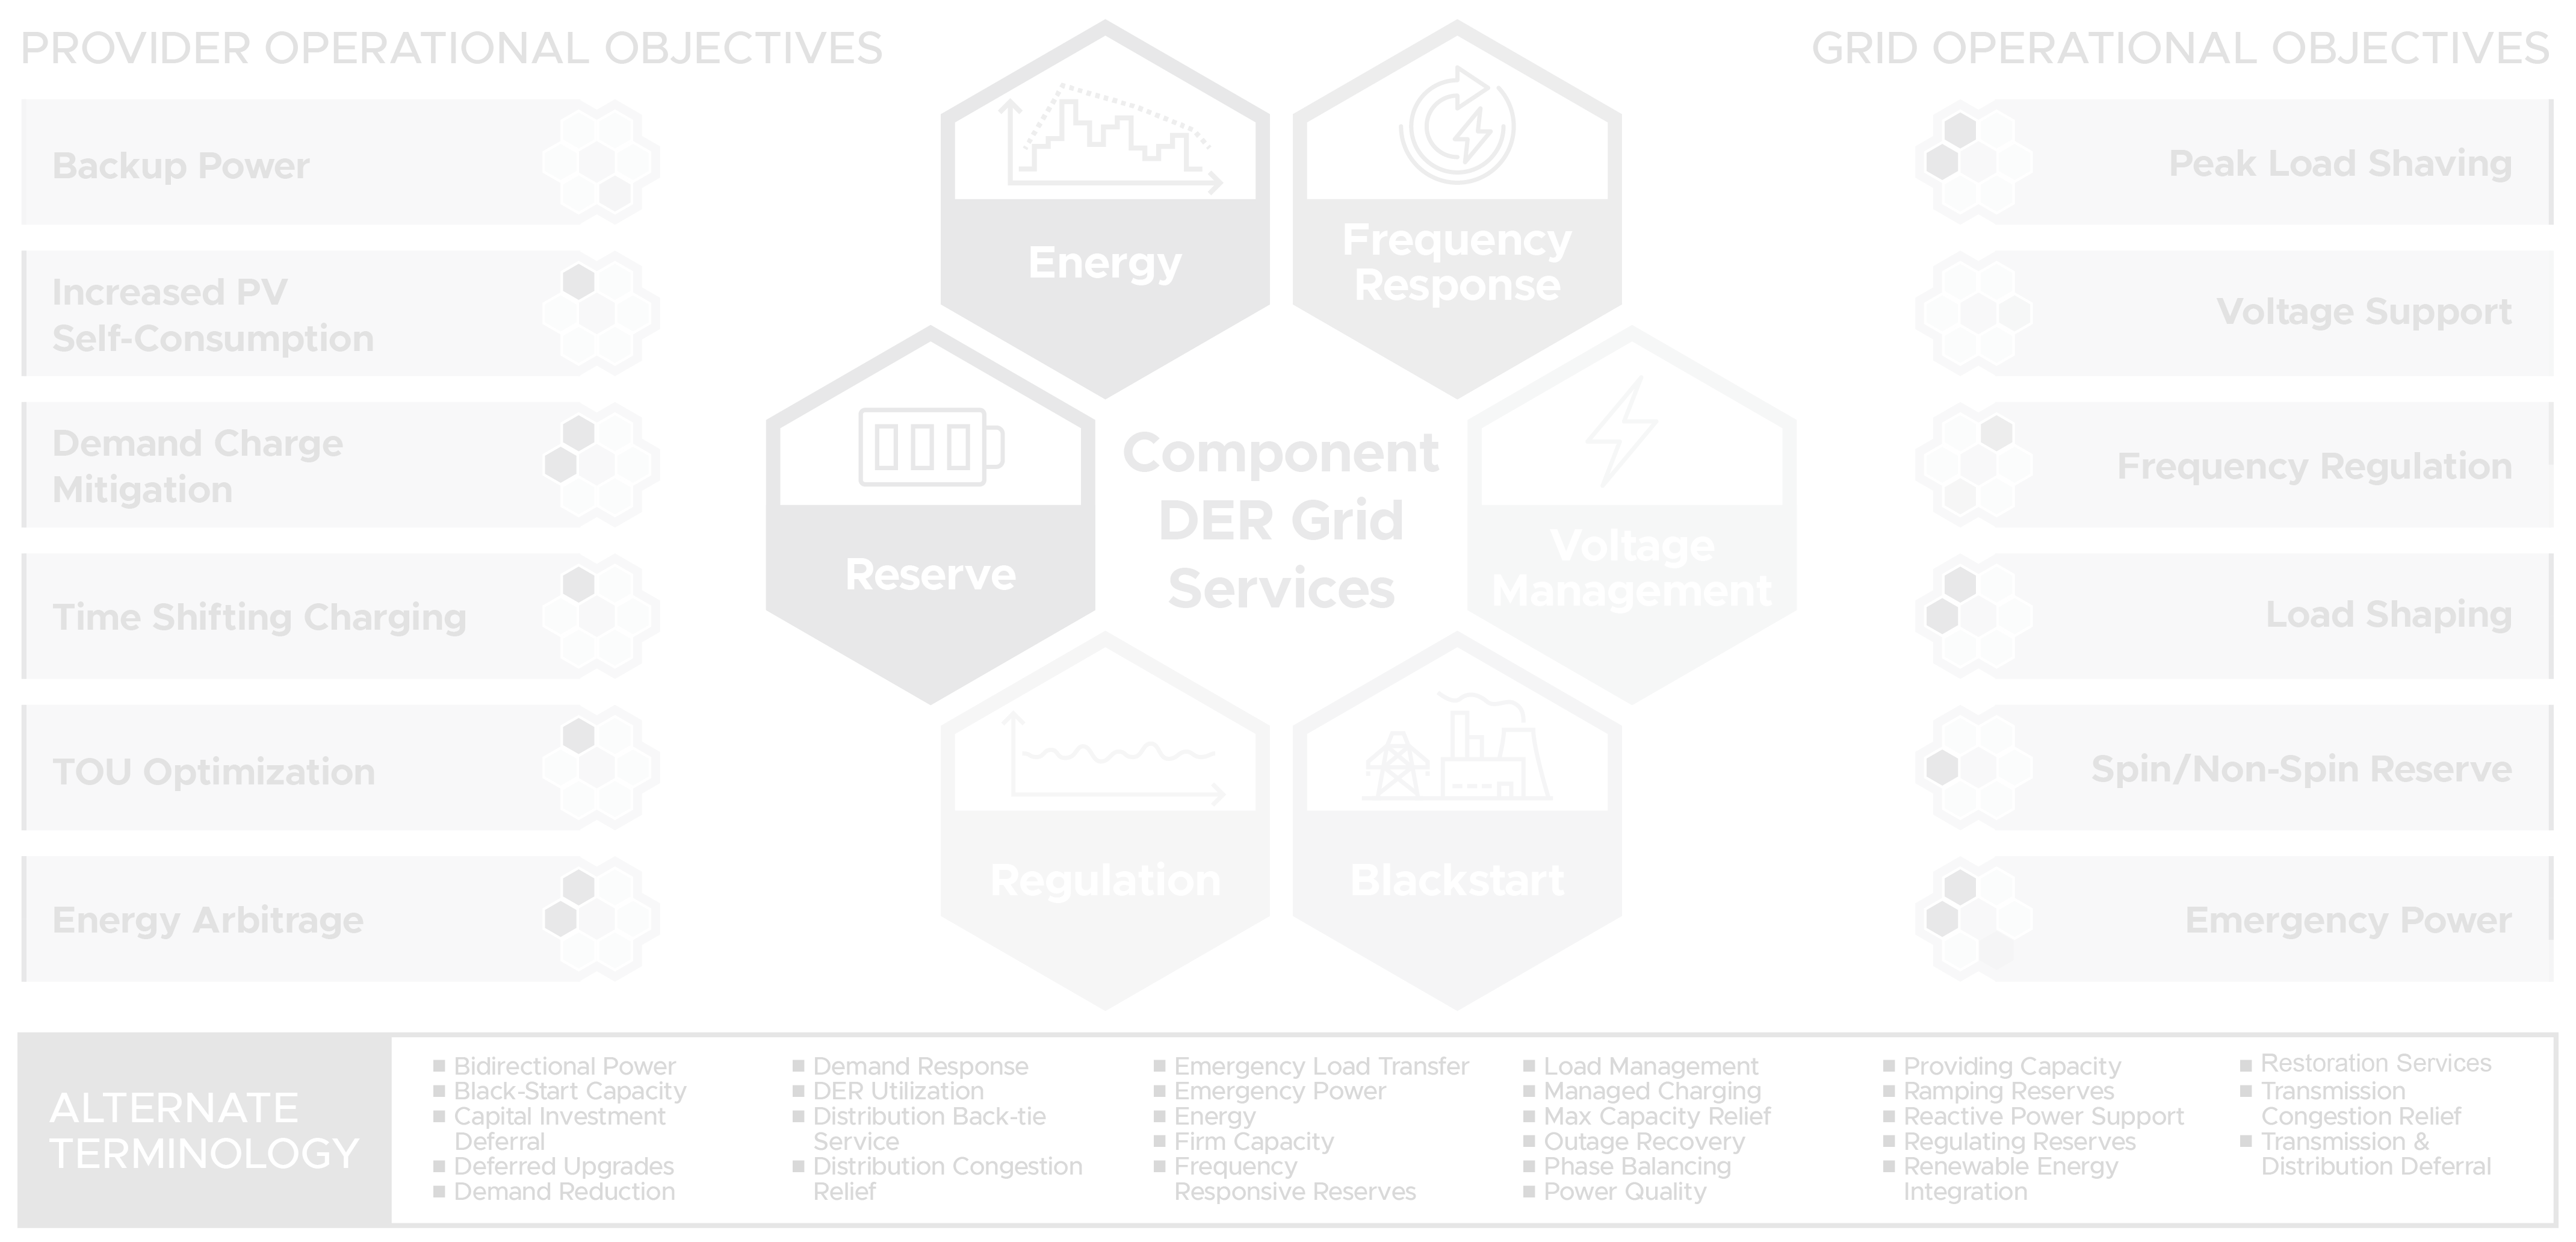 PROVIDER OPERATIONAL OBJECTIVES
Backup Power
Increased PV
Self-Consumption
Demand Charge
Mitigation
Time Shifting Charging
TOU Optimization
Energy Arbitrage
Energy
Frequency
Response
Reserve
Component
DER Grid
Services
Voltage
Management
Regulation
Blackstart
GRID OPERATIONAL OBJECTIVES
Peak Load Shaving
Voltage Support
Frequency Regulation
Load Shaping
Spin/Non-Spin Reserve
Emergency Power
ALTERNATE
TERMINOLOGY
Bidirectional Power
Black-Start Capacity
Capital Investment
Deferral
Deferred Upgrades
Demand Reduction
Demand Response
DER Utilization
Distribution Back-tie
Service
Distribution Congestion
Relief
Emergency Load Transfer
Emergency Power
Energy
Firm Capacity
Frequency
Responsive Reserves
Load Management
Managed Charging
Max Capacity Relief
Outage Recovery
Phase Balancing
Power Quality
Providing Capacity
Ramping Reserves
Reactive Power Support
Regulating Reserves
Renewable Energy
Integration
Restoration Services
Transmission
Congestion Relief
Transmission &
Distribution Deferral